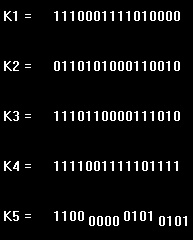 K1 = 1110001111010000
K2 = 0110101000110010
K3 = 1110110000111010
K4 = 1111001111101111
K5 = 1100 0000 0101 0101